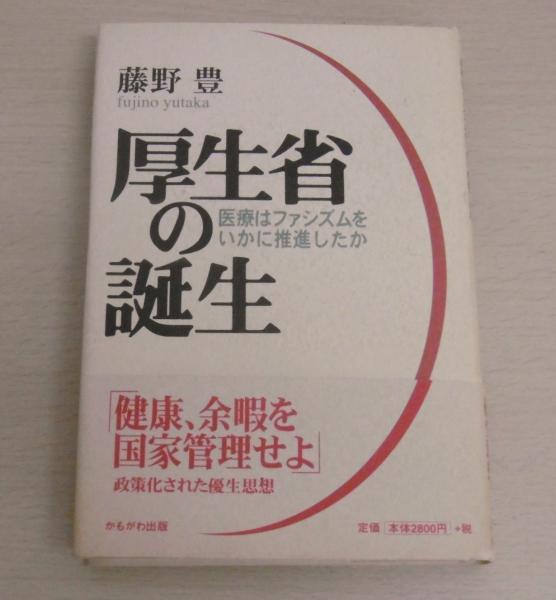 藤野 豊
fujino yutaka
厚生省
の
誕生
医療はファシズムを
いかに推進したか
「健康、余暇を
国家管理せよ」
政策化された優生思想
かもがわ出版
定価 本体2800円 +税